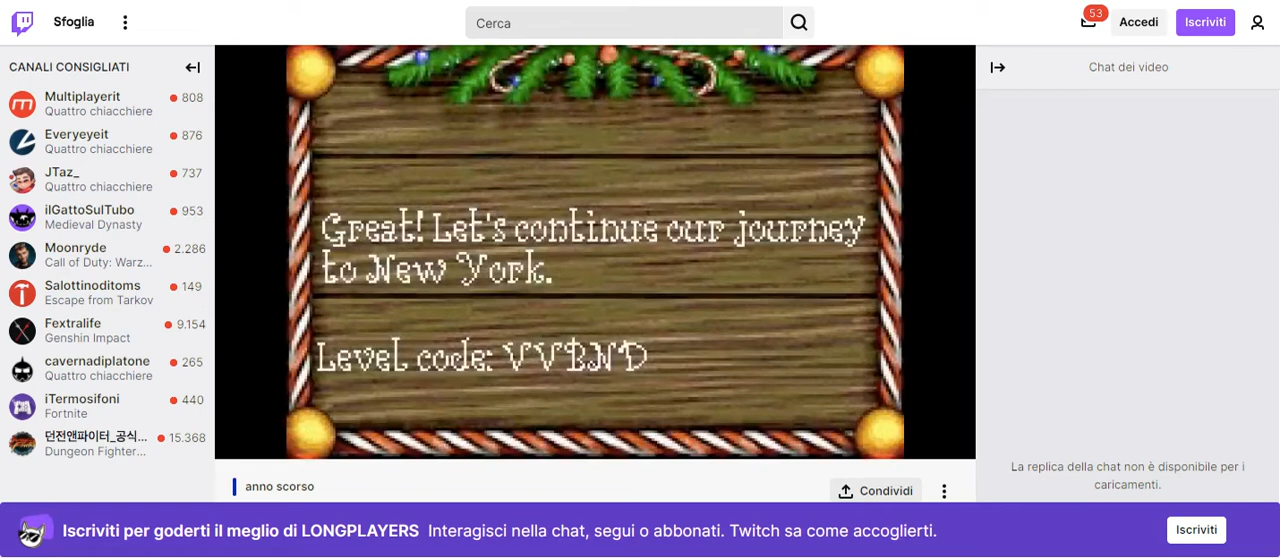 Sfoglia
Cerca
53
Accedi
Iscriviti
CANALI CONSIGLIATI
Multiplayerit
808
Quattro chiacchiere
Everyeyeit
876
Quattro chiacchiere
JTaz_
737
Quattro chiacchiere
ilGattoSulTubo
953
Medieval Dynasty
Moonryde
2.286
Call of Duty: Warz...
Salottinoditoms
149
Escape from Tarkov
Fextralife
9.154
Genshin Impact
cavernadiplatone
265
Quattro chiacchiere
iTermosifoni
440
Fortnite
던전앤파이터_공식...
15.368
Dungeon Fighter...
Great! Let's continue our journey
to New York.
Level code: VVBND
anno scorso
Condividi
Chat dei video
La replica della chat non è disponibile per i
caricamenti.
Iscriviti per goderti il meglio di LONGPLAYERS Interagisci nella chat, segui o abbonati. Twitch sa come accoglierti.
Iscriviti